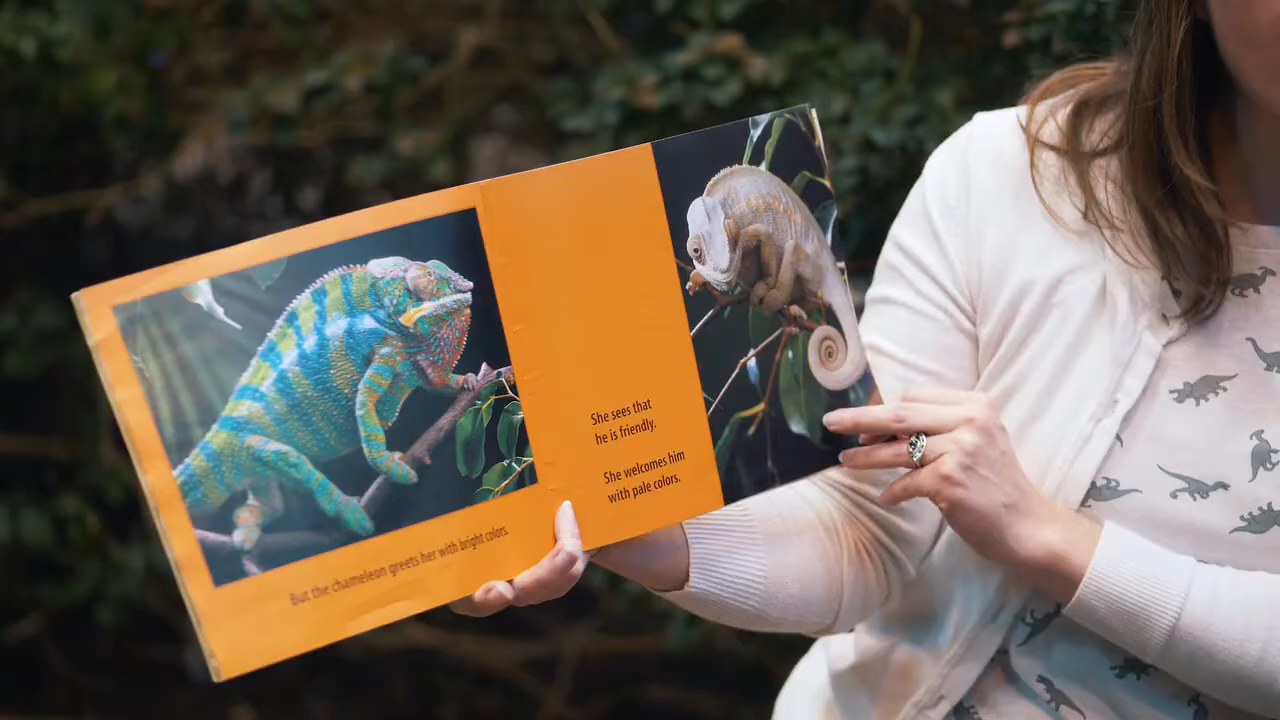 But the chameleon greets her with bright colors.
She sees that
he is friendly.
She welcomes him
with pale colors.